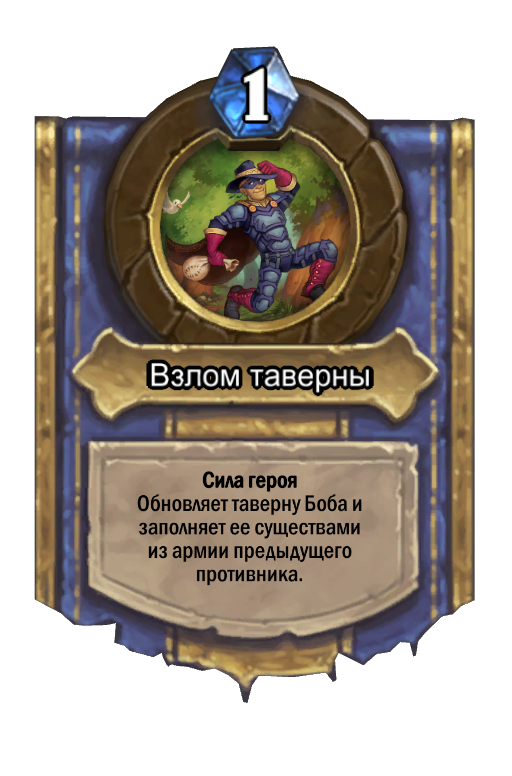 1
Взлом таверны
Сила героя
Обновляет таверну Боба и
заполняет ее существами
из армии предыдущего
противника.